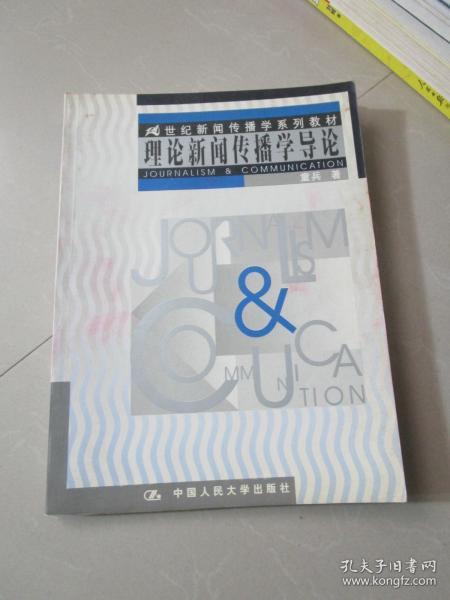 21世纪新闻传播学系列教材
理论新闻传播学导论
JOURNALISM & COMMUNICATION
童兵 著
JOURNALISM
&
COMMUNICATION
中国人民大学出版社
孔夫子旧书网
www.kongfz.com